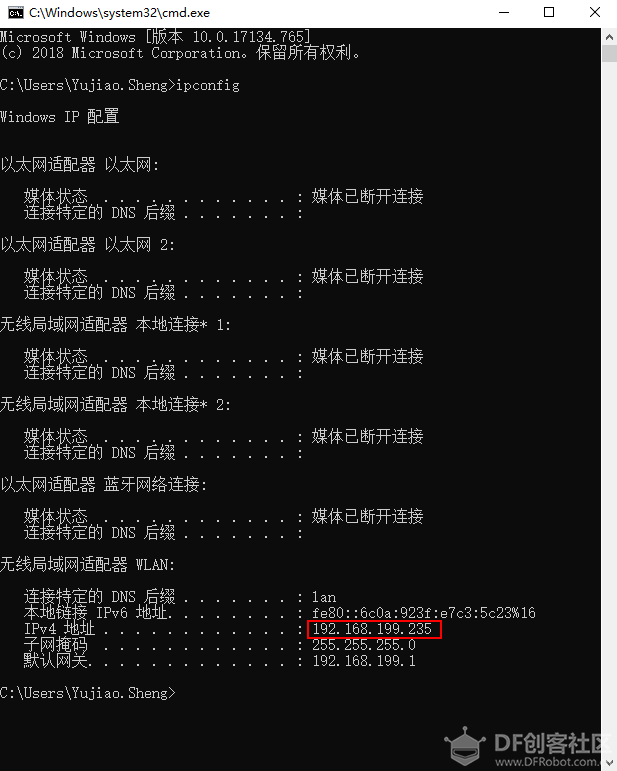 C:\Windows\system32\cmd.exe
Microsoft Windows [版本 10.0.17134.765]
(c) 2018 Microsoft Corporation。保留所有权利。
C:\Users\Yujiao.Sheng>ipconfig
Windows IP 配置
以太网适配器 以太网:
媒体状态 . . . . . . . . . . . . : 媒体已断开连接
连接特定的 DNS 后缀 . . . . . . . :
以太网适配器 以太网 2:
媒体状态 . . . . . . . . . . . . : 媒体已断开连接
连接特定的 DNS 后缀 . . . . . . . :
无线局域网适配器 本地连接* 1:
媒体状态 . . . . . . . . . . . . : 媒体已断开连接
连接特定的 DNS 后缀 . . . . . . . :
无线局域网适配器 本地连接* 2:
媒体状态 . . . . . . . . . . . . : 媒体已断开连接
连接特定的 DNS 后缀 . . . . . . . :
以太网适配器 蓝牙网络连接:
媒体状态 . . . . . . . . . . . . : 媒体已断开连接
连接特定的 DNS 后缀 . . . . . . . :
无线局域网适配器 WLAN:
连接特定的 DNS 后缀 . . . . . . . : lan
本地链接 IPv6 地址. . . . . . . . : fe80::6c0a:923f:e7c3:5c23%16
IPv4 地址 . . . . . . . . . . . . : 192.168.199.235
子网掩码 . . . . . . . . . . . . : 255.255.255.0
默认网关. . . . . . . . . . . . . : 192.168.199.1
C:\Users\Yujiao.Sheng>
DF创客社区
www.DFRobot.com.cn